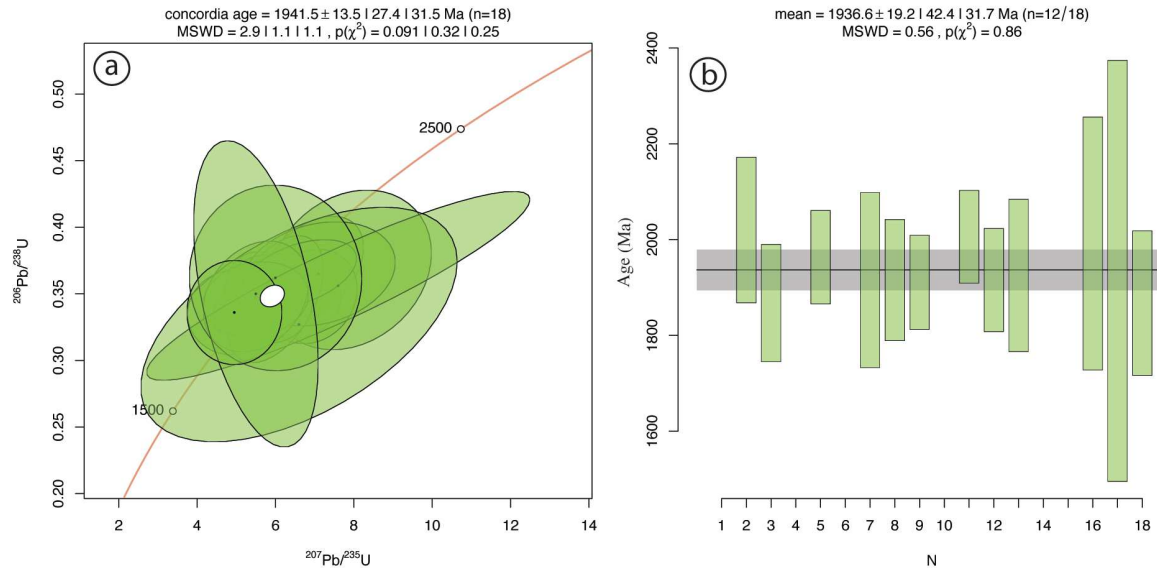 concordia age = 1941.5 ± 13.5 | 27.4 | 31.5 Ma (n=18)
MSWD = 2.9 | 1.1 | 1.1 , p(χ²) = 0.091 | 0.32 | 0.25
a
0.50
0.45
0.40
0.35
0.30
0.25
0.20
²⁰⁶Pb/²³⁸U
2500
1500
2 4 6 8 10 12 14
²⁰⁷Pb/²³⁵U
mean = 1936.6 ± 19.2 | 42.4 | 31.7 Ma (n=12/18)
MSWD = 0.56 , p(χ²) = 0.86
b
2400
2200
2000
1800
1600
Age (Ma)
1 2 3 4 5 6 7 8 9 10 12 14 16 18
N